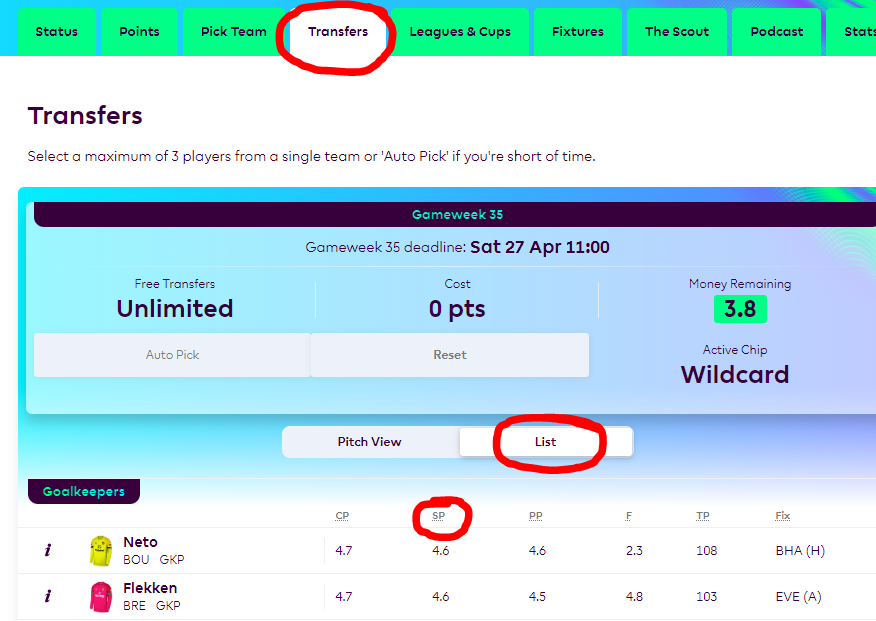 Status Points Pick Team Transfers Leagues & Cups Fixtures The Scout Podcast Stats
Transfers
Select a maximum of 3 players from a single team or 'Auto Pick' if you're short of time.
Gameweek 35
Gameweek 35 deadline: Sat 27 Apr 11:00
Free Transfers Cost Money Remaining
Unlimited 0 pts 3.8
Auto Pick Reset Active Chip
Wildcard
Pitch View List
Goalkeepers
CP SP PP F TP Fix
i Neto 4.7 4.6 4.6 2.3 108 BHA (H)
BOU GKP
i Flekken 4.7 4.6 4.5 4.8 103 EVE (A)
BRE GKP